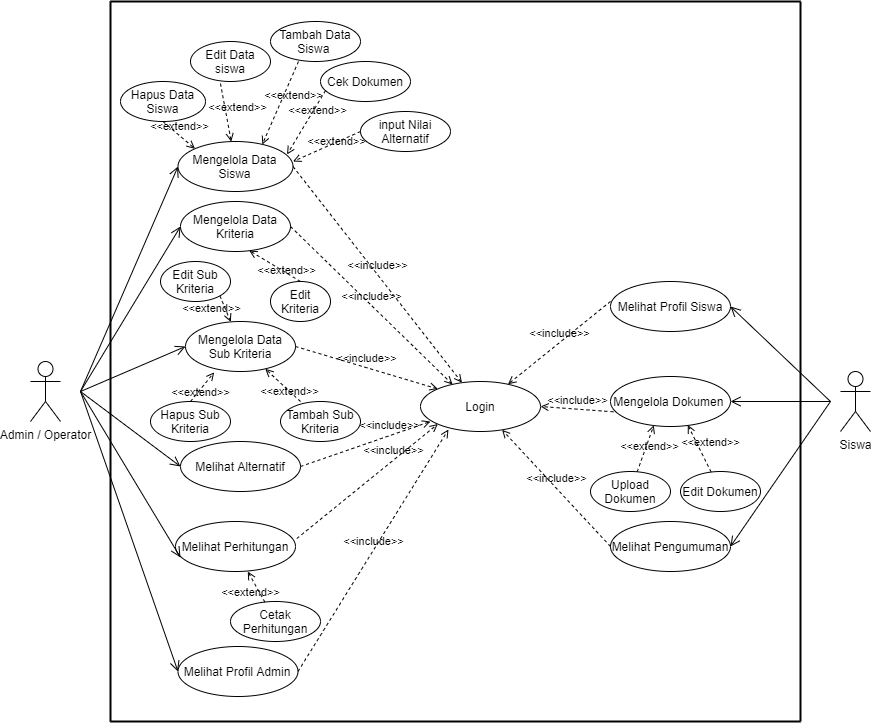 Tambah Data
Siswa
Edit Data
siswa
Cek Dokumen
Hapus Data
Siswa
<<extend>>
<<extend>>
<<extend>>
<<extend>>
input Nilai
Alternatif
<<extend>>
Mengelola Data
Siswa
Mengelola Data
Kriteria
<<include>>
<<extend>>
Edit Sub
Kriteria
<<include>>
Edit
Kriteria
<<extend>>
Melihat Profil Siswa
Mengelola Data
Sub Kriteria
<<include>>
<<include>>
<<extend>>
<<extend>>
Hapus Sub
Kriteria
Tambah Sub
Kriteria
Login
<<include>>
Mengelola Dokumen
Admin / Operator
Siswa
<<include>>
<<include>>
<<extend>>
<<extend>>
Melihat Alternatif
<<include>>
Upload
Dokumen
Edit Dokumen
Melihat Perhitungan
<<include>>
Melihat Pengumuman
<<extend>>
Cetak
Perhitungan
Melihat Profil Admin